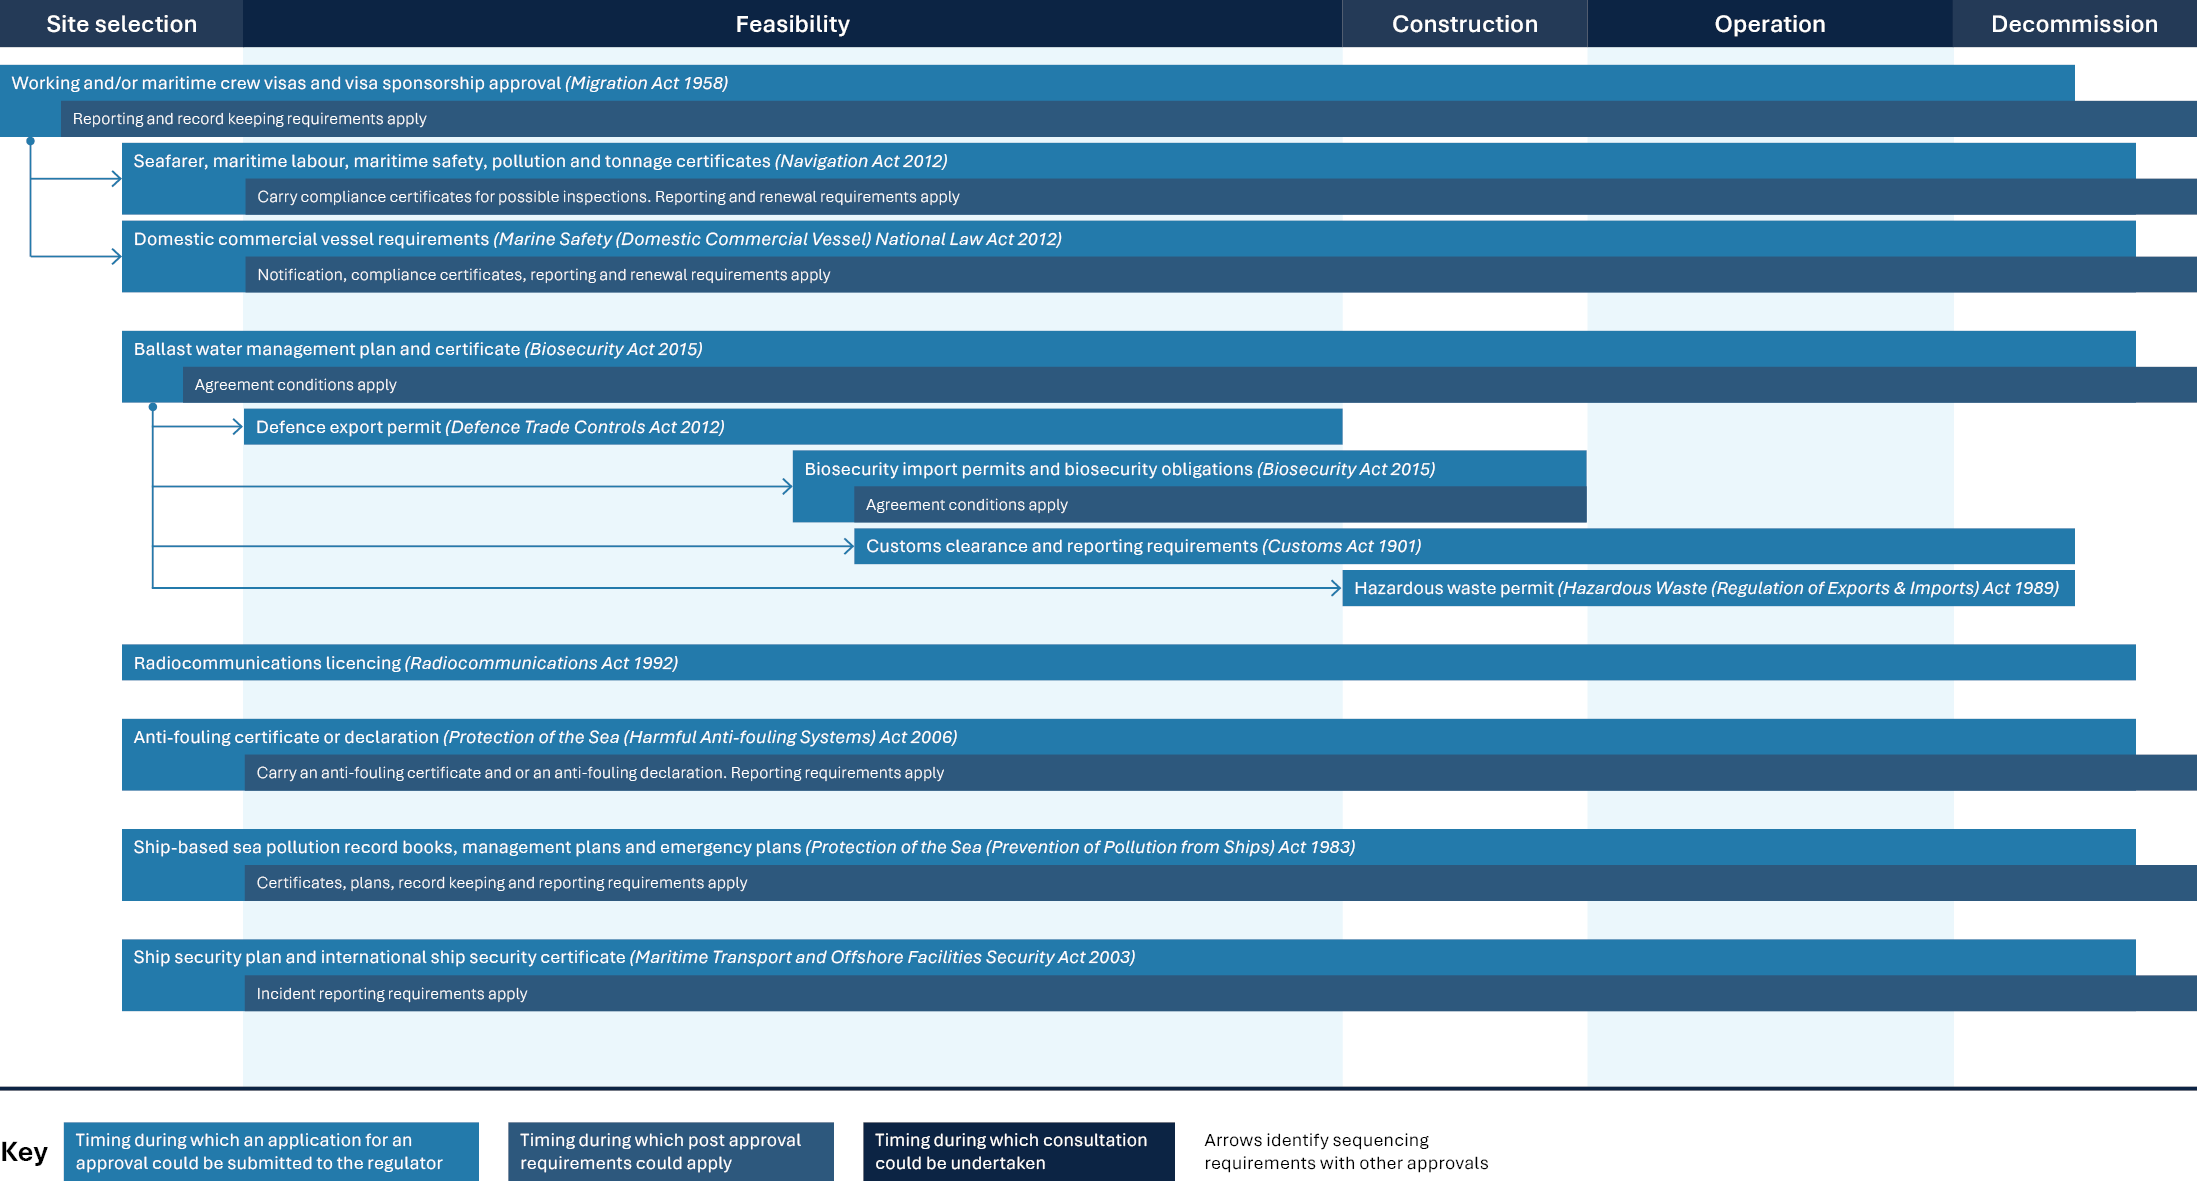 Site selection
Feasibility
Construction
Operation
Decommission
Working and/or maritime crew visas and visa sponsorship approval (Migration Act 1958)
Reporting and record keeping requirements apply
Seafarer, maritime labour, maritime safety, pollution and tonnage certificates (Navigation Act 2012)
Carry compliance certificates for possible inspections. Reporting and renewal requirements apply
Domestic commercial vessel requirements (Marine Safety (Domestic Commercial Vessel) National Law Act 2012)
Notification, compliance certificates, reporting and renewal requirements apply
Ballast water management plan and certificate (Biosecurity Act 2015)
Agreement conditions apply
Defence export permit (Defence Trade Controls Act 2012)
Biosecurity import permits and biosecurity obligations (Biosecurity Act 2015)
Agreement conditions apply
Customs clearance and reporting requirements (Customs Act 1901)
Hazardous waste permit (Hazardous Waste (Regulation of Exports & Imports) Act 1989)
Radiocommunications licencing (Radiocommunications Act 1992)
Anti-fouling certificate or declaration (Protection of the Sea (Harmful Anti-fouling Systems) Act 2006)
Carry an anti-fouling certificate and or an anti-fouling declaration. Reporting requirements apply
Ship-based sea pollution record books, management plans and emergency plans (Protection of the Sea (Prevention of Pollution from Ships) Act 1983)
Certificates, plans, record keeping and reporting requirements apply
Ship security plan and international ship security certificate (Maritime Transport and Offshore Facilities Security Act 2003)
Incident reporting requirements apply
Key
Timing during which an application for an
approval could be submitted to the regulator
Timing during which post approval
requirements could apply
Timing during which consultation
could be undertaken
Arrows identify sequencing
requirements with other approvals